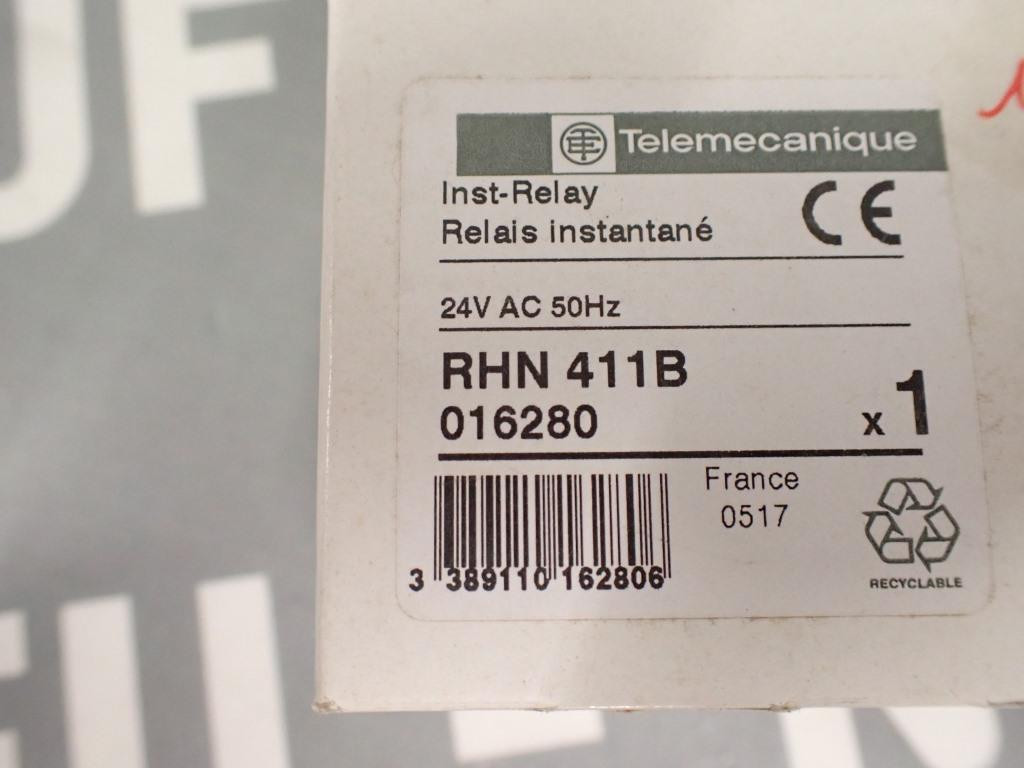 UF
Telemecanique
Inst-Relay
Relais instantané
CE
24V AC 50Hz
RHN 411B
016280
x 1
France
0517
3 389110 162806
RECYCLABLE